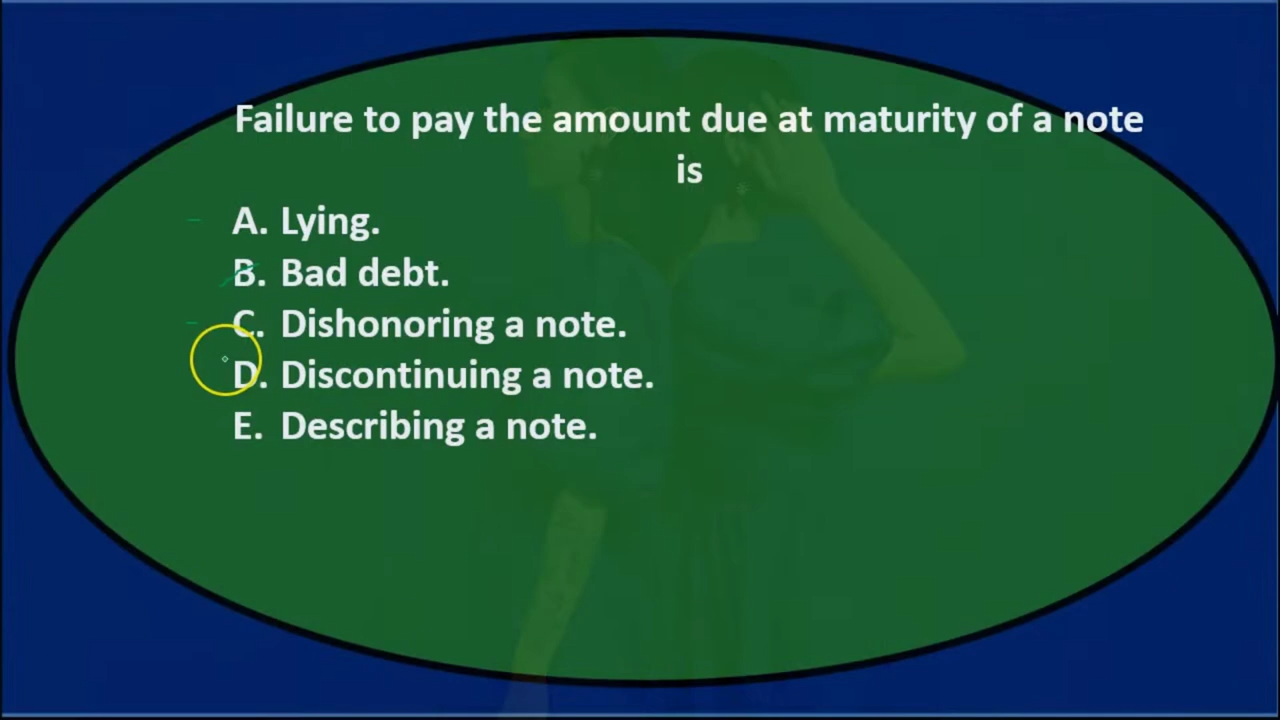 Failure to pay the amount due at maturity of a note
is
A. Lying.
B. Bad debt.
C. Dishonoring a note.
D. Discontinuing a note.
E. Describing a note.